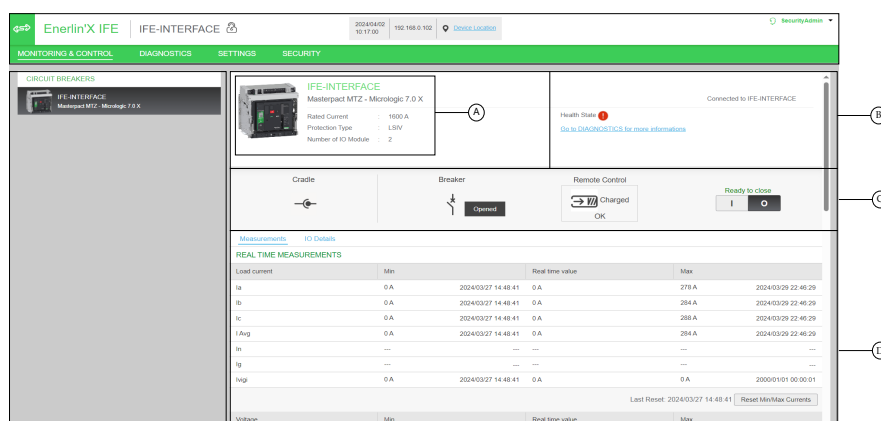 Enerlin'X IFE IFE-INTERFACE
2024/04/02
10:17:00
192.168.0.102
Device Location
SecurityAdmin
MONITORING & CONTROL DIAGNOSTICS SETTINGS SECURITY
CIRCUIT BREAKERS
IFE-INTERFACE
Masterpact MTZ - Micrologic 7.0 X
IFE-INTERFACE
Masterpact MTZ - Micrologic 7.0 X
Rated Current : 1600 A
Protection Type : LSIV
Number of IO Module : 2
A
Connected to IFE-INTERFACE
Health State !
Go to DIAGNOSTICS for more informations
B
Cradle Breaker Remote Control
Opened
Charged
OK
Ready to close
I O
C
Measurements IO Details
REAL TIME MEASUREMENTS
Load current Min Real time value Max
Ia 0 A 2024/03/27 14:48:41 0 A 278 A 2024/03/29 22:46:29
Ib 0 A 2024/03/27 14:48:41 0 A 284 A 2024/03/29 22:46:29
Ic 0 A 2024/03/27 14:48:41 0 A 288 A 2024/03/29 22:46:29
I Avg 0 A 2024/03/27 14:48:41 0 A 284 A 2024/03/29 22:46:29
In --- --- --- --- ---
Ig --- --- --- --- ---
Ivigi 0 A 2024/03/27 14:48:41 0 A 0 A 2000/01/01 00:00:01
D
Last Reset: 2024/03/27 14:48:41 Reset Min/Max Currents
Voltage Min Real time value Max